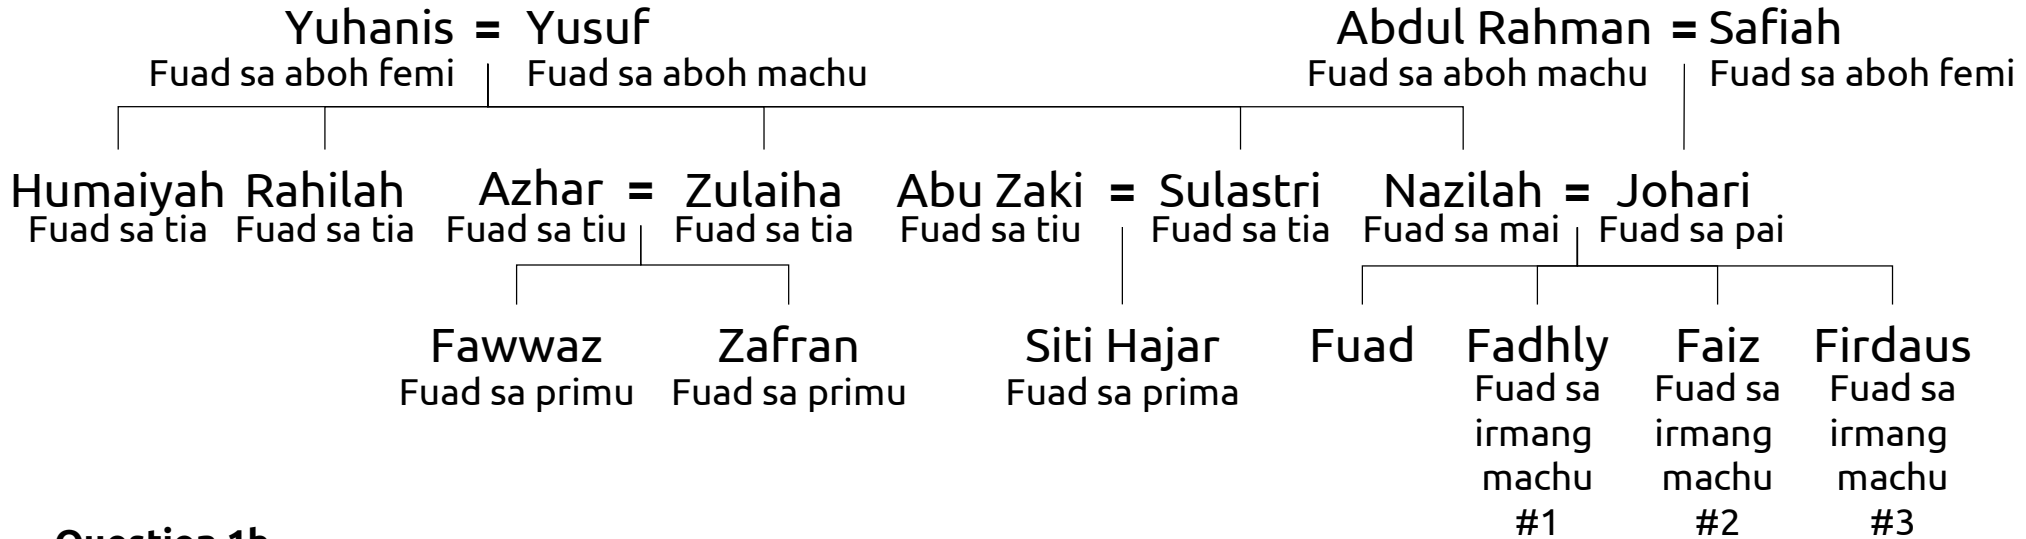 Yuhanis = Yusuf Abdul Rahman = Safiah
Fuad sa aboh femi Fuad sa aboh machu Fuad sa aboh machu Fuad sa aboh femi
Humaiyah Rahilah Azhar = Zulaiha Abu Zaki = Sulastri Nazilah = Johari
Fuad sa tia Fuad sa tia Fuad sa tiu Fuad sa tia Fuad sa tiu Fuad sa tia Fuad sa mai Fuad sa pai
Fawwaz Zafran Siti Hajar Fuad Fadhly Faiz Firdaus
Fuad sa primu Fuad sa primu Fuad sa prima Fuad sa Fuad sa Fuad sa
irmang irmang irmang
machu machu machu
#1 #2 #3
Question 1b